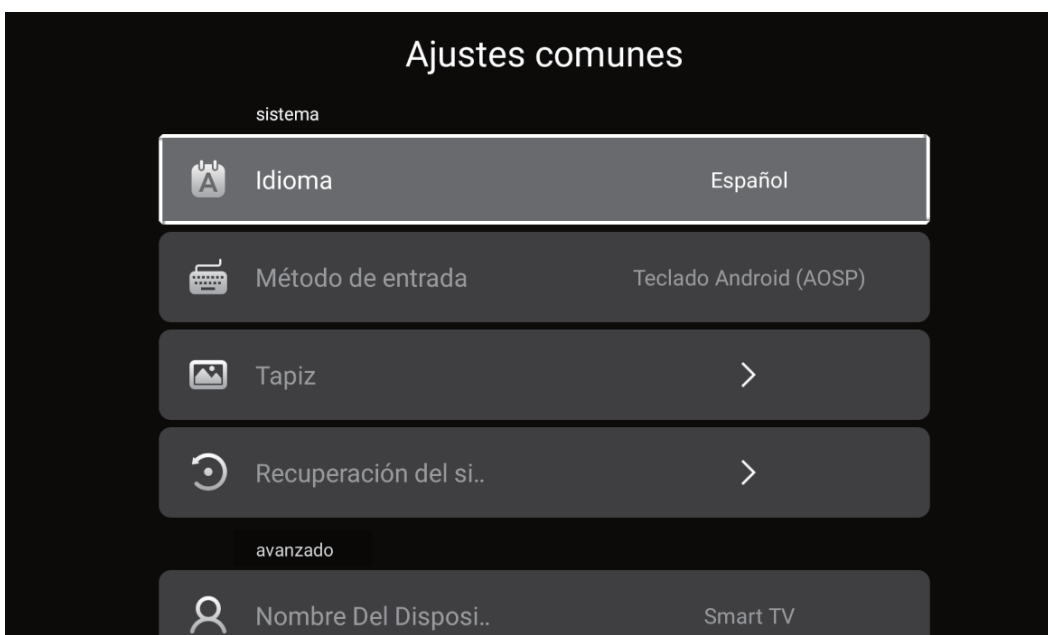 Ajustes comunes
sistema
Idioma Español
Método de entrada Teclado Android (AOSP)
Tapiz
Recuperación del si..
avanzado
Nombre Del Disposi.. Smart TV